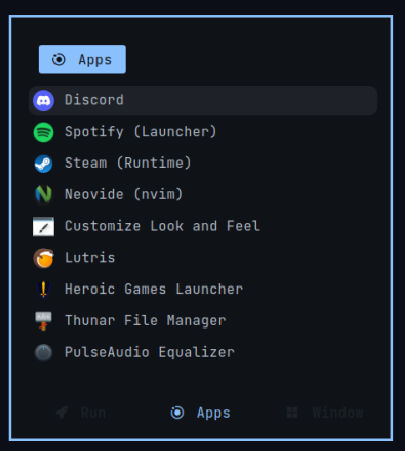 Apps
Discord
Spotify (Launcher)
Steam (Runtime)
Neovide (nvim)
Customize Look and Feel
Lutris
Heroic Games Launcher
Thunar File Manager
PulseAudio Equalizer
Run Apps Window